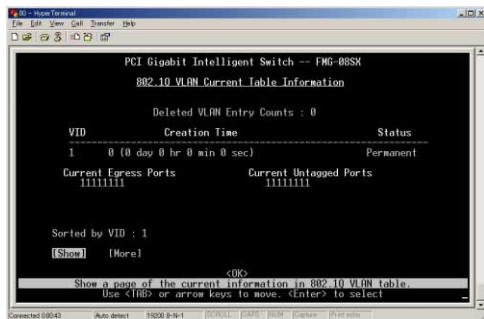 80 - HyperTerminal
File Edit View Call Transfer Help
PCI Gigabit Intelligent Switch -- FMG-08SX
802.1Q VLAN Current Table Information
Deleted VLAN Entry Counts : 0
VID Creation Time Status
1 0 (0 day 0 hr 0 min 0 sec) Permanent
Current Egress Ports Current Untagged Ports
11111111 11111111
Sorted by VID : 1
[Show] [More]
<OK>
Show a page of the current information in 802.1Q VLAN table.
Use <TAB> or arrow keys to move. <Enter> to select
Connected 0:00:43 Auto detect 19200 8-N-1 SCROLL CAPS NUM Capture Print echo